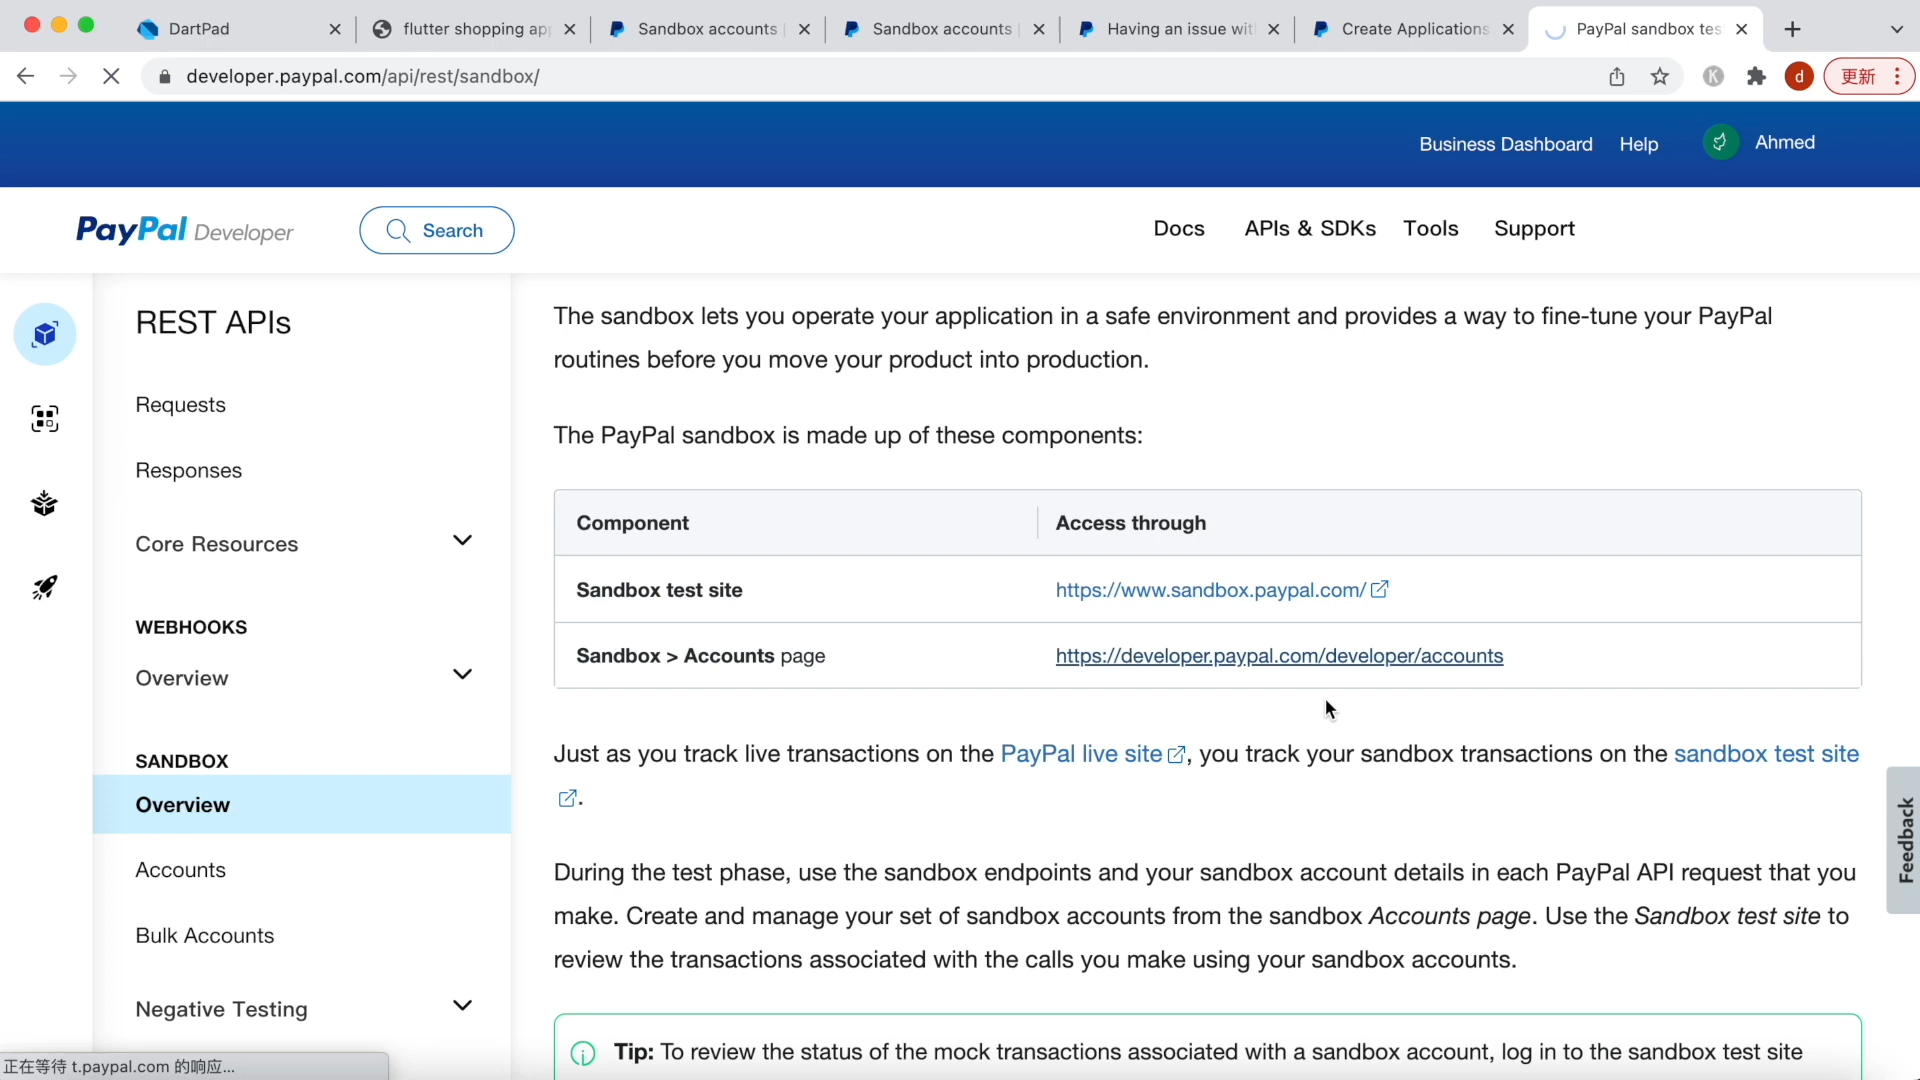 DartPad
flutter shopping ap
Sandbox accounts
Sandbox accounts
Having an issue wit
Create Applications
PayPal sandbox tes
developer.paypal.com/api/rest/sandbox/
K
d
更新
Business Dashboard
Help
Ahmed
PayPal Developer
Search
Docs
APIs & SDKs
Tools
Support
REST APIs
Requests
Responses
Core Resources
WEBHOOKS
Overview
SANDBOX
Overview
Accounts
Bulk Accounts
Negative Testing
The sandbox lets you operate your application in a safe environment and provides a way to fine-tune your PayPal
routines before you move your product into production.
The PayPal sandbox is made up of these components:
Component
Access through
Sandbox test site
https://www.sandbox.paypal.com/
Sandbox > Accounts page
https://developer.paypal.com/developer/accounts
Just as you track live transactions on the PayPal live site, you track your sandbox transactions on the sandbox test site
.
During the test phase, use the sandbox endpoints and your sandbox account details in each PayPal API request that you
make. Create and manage your set of sandbox accounts from the sandbox Accounts page. Use the Sandbox test site to
review the transactions associated with the calls you make using your sandbox accounts.
Tip: To review the status of the mock transactions associated with a sandbox account, log in to the sandbox test site
Feedback
正在等待 t.paypal.com 的响应...